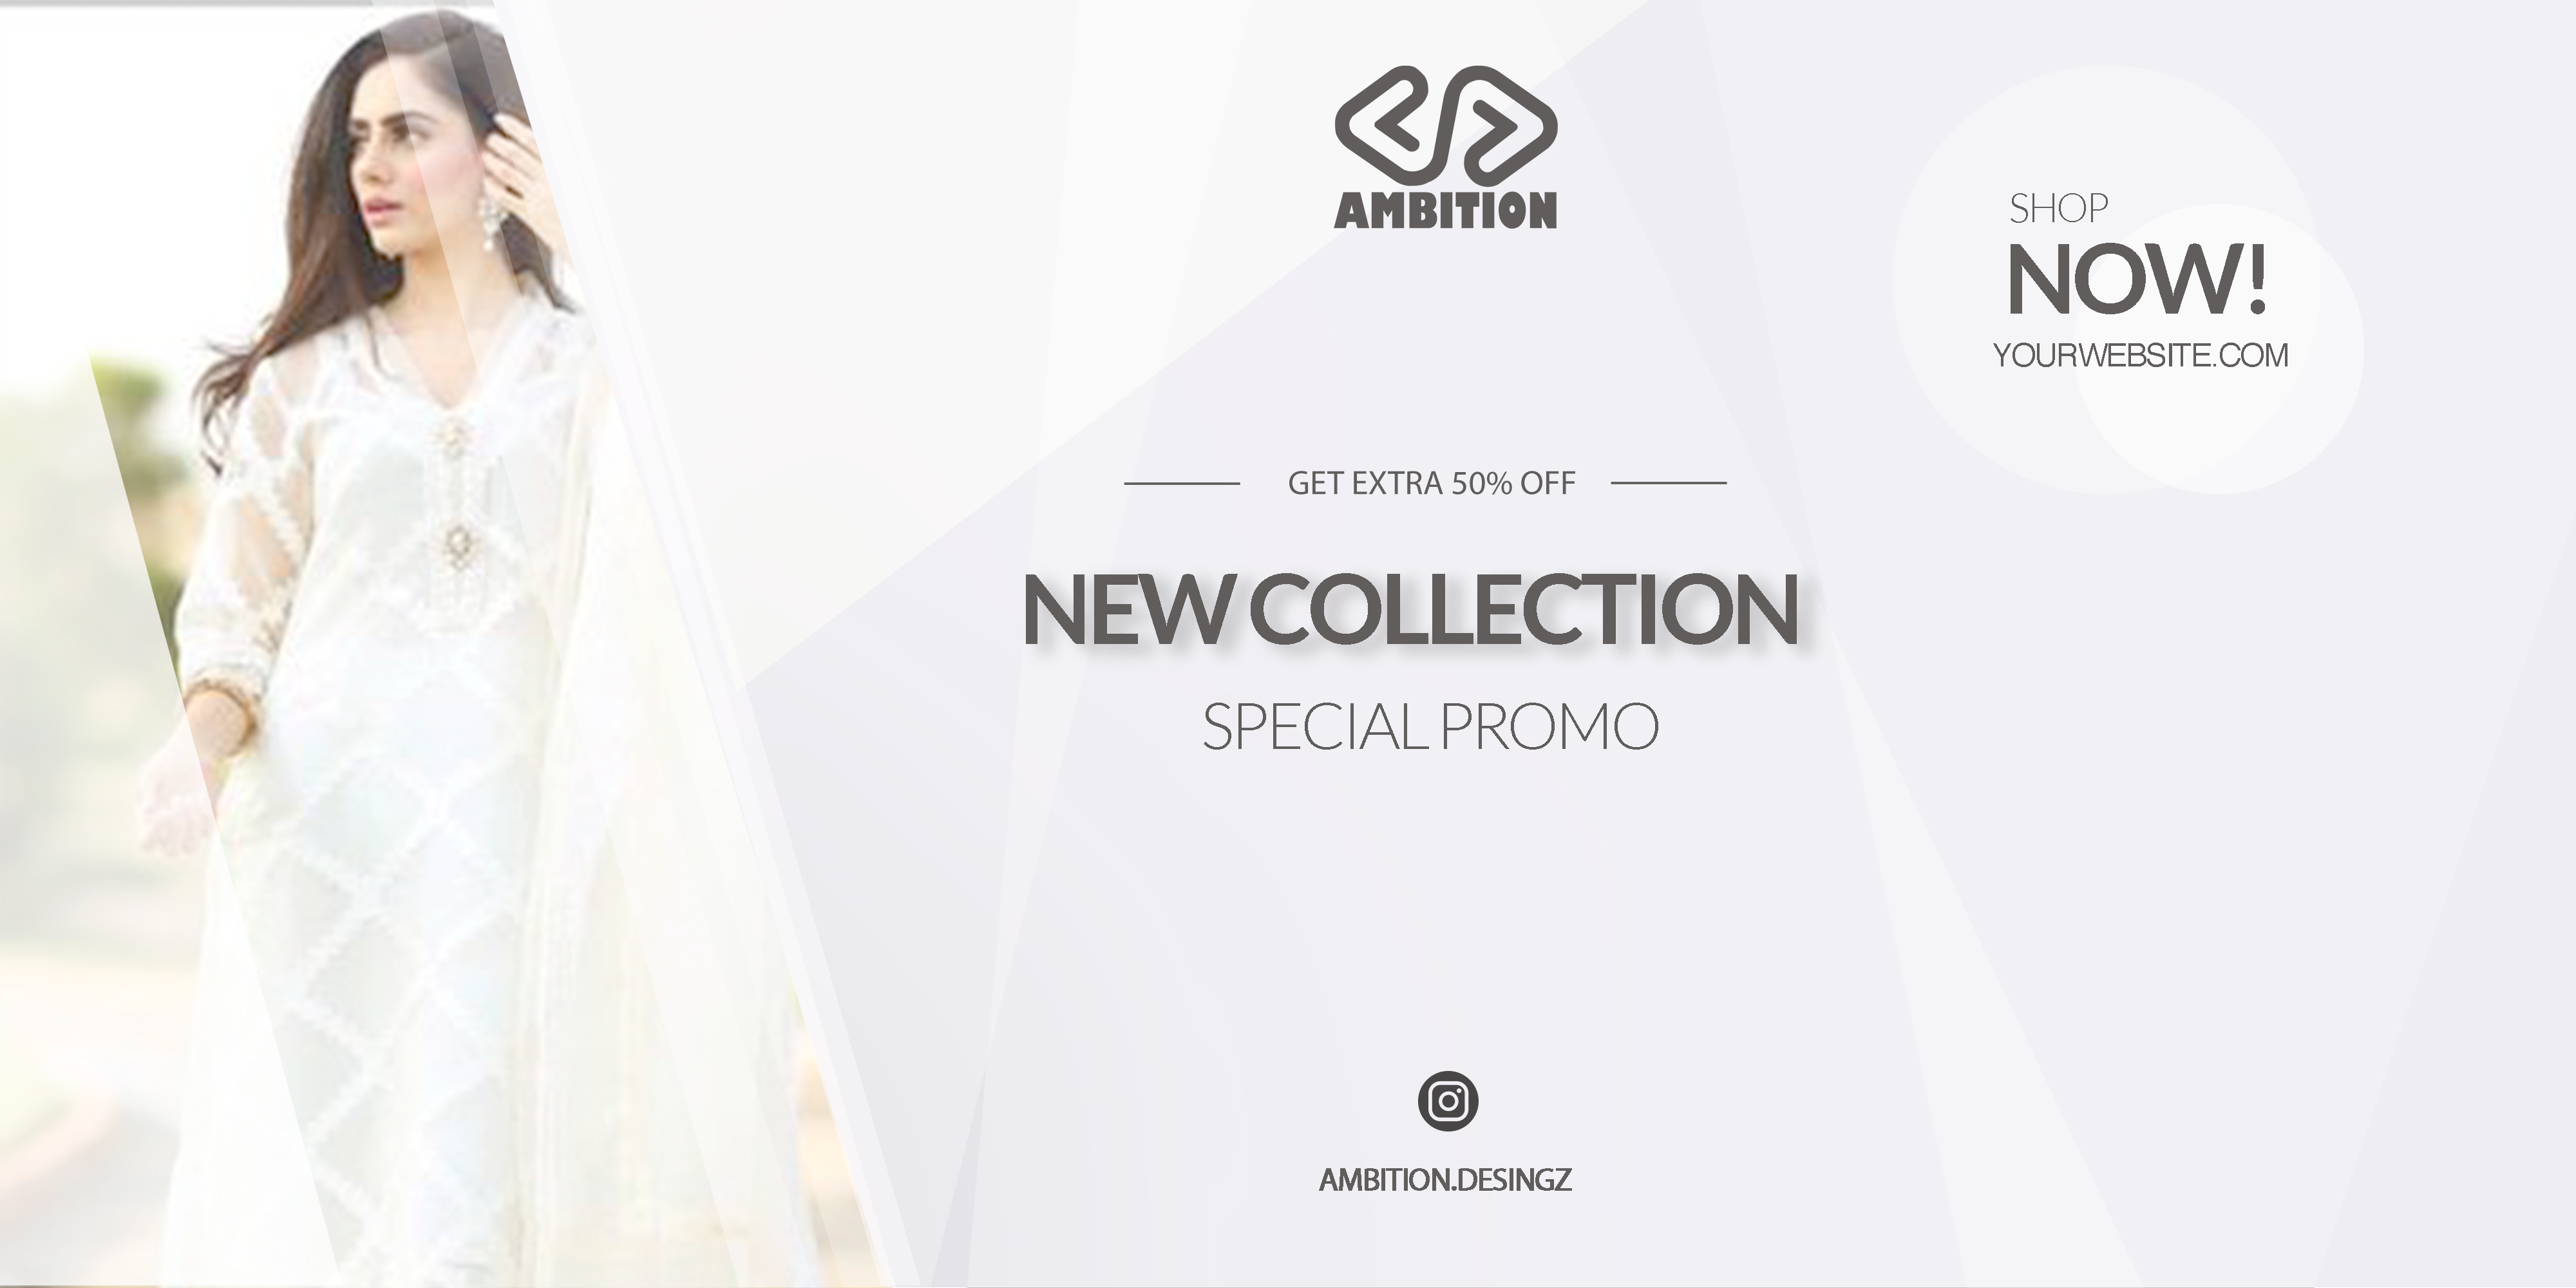 AMBITION
SHOP
NOW!
YOURWEBSITE.COM
GET EXTRA 50% OFF
NEW COLLECTION
SPECIAL PROMO
AMBITION.DESINGZ